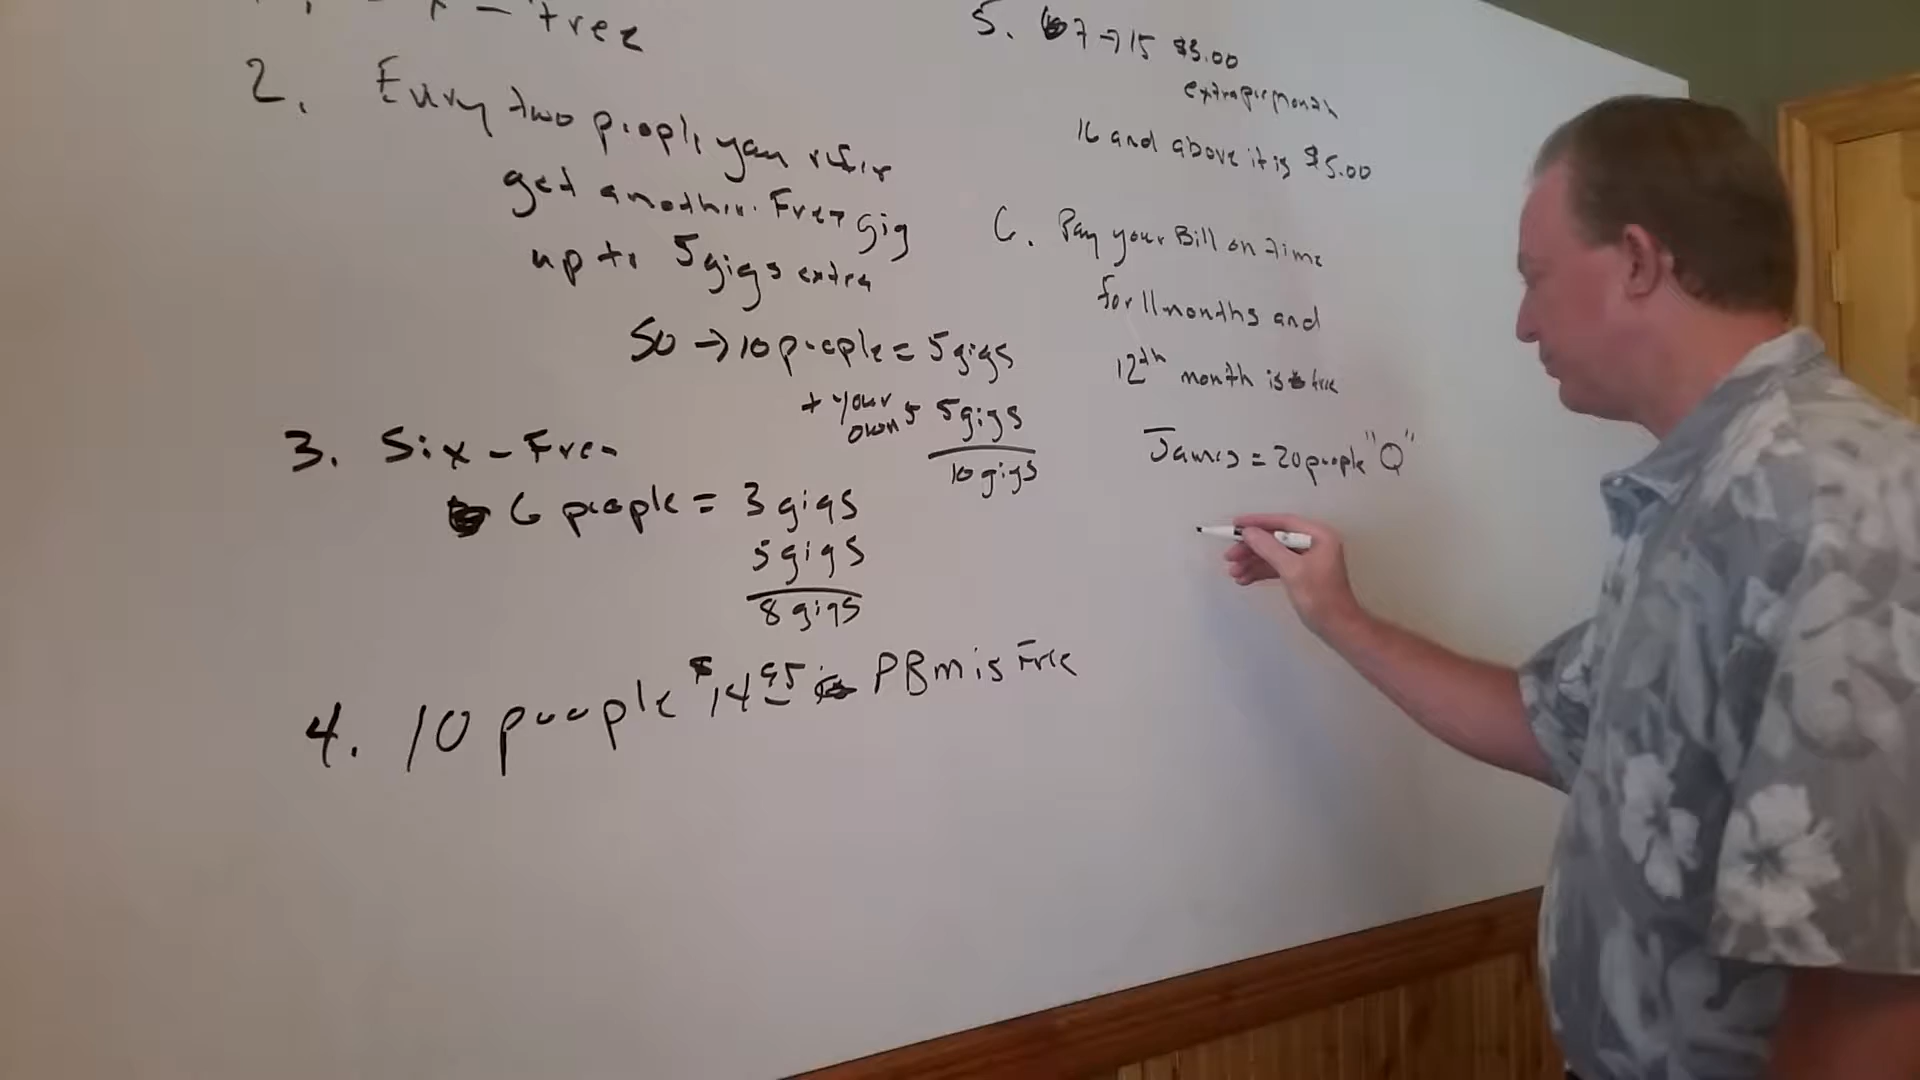 - Free
2. Every two people you refer
get another Free gig
up to 5 gigs extra
So → 10 people = 5 gigs
+ your own 5 5 gigs
10 gigs
3. Six - Free
6 people = 3 gigs
5 gigs
8 gigs
4. 10 people $14 95 PBM is Free
5. 7 → 15 $3.00
extra per month
16 and above it is $5.00
6. Pay your Bill on time
for 11 months and
12th month is free
James = 20 people "Q"